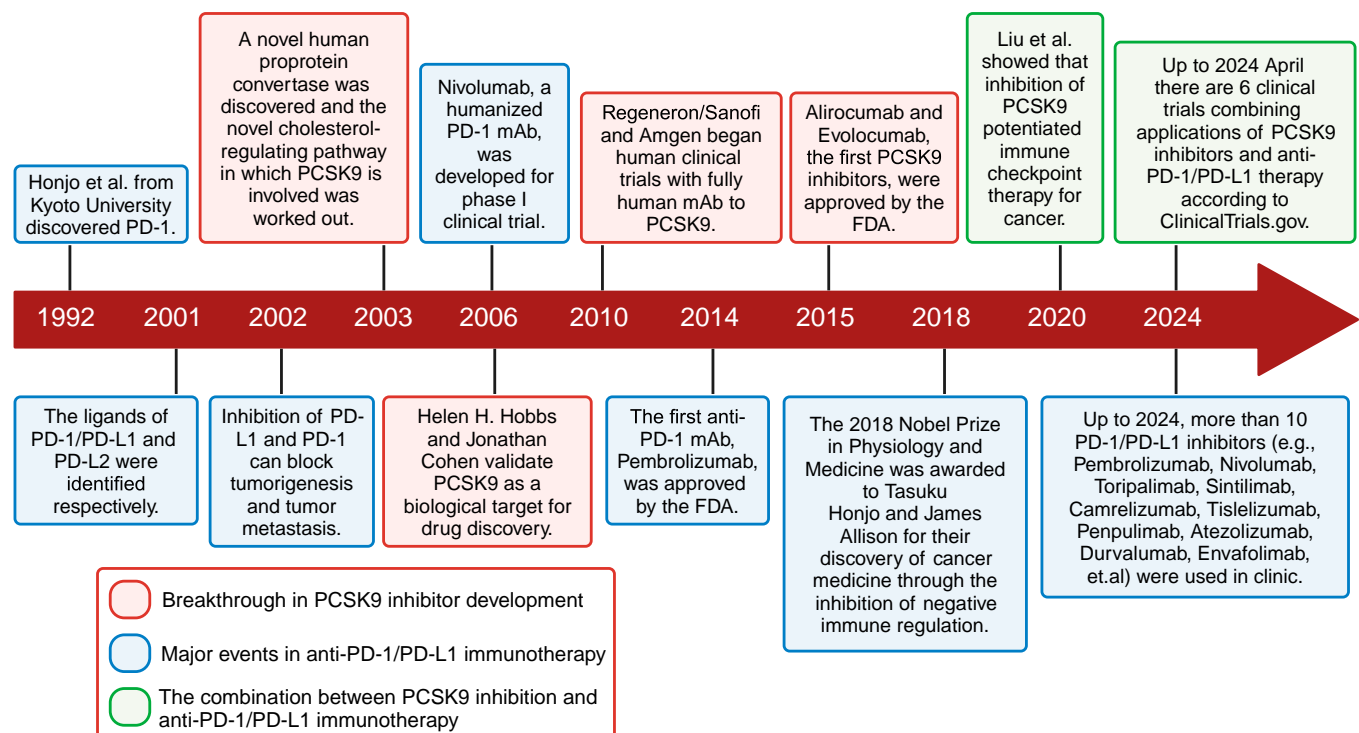 Honjo et al. from
Kyoto University
discovered PD-1.
A novel human
proprotein
convertase was
discovered and the
novel cholesterol-
regulating pathway
in which PCSK9 is
involved was
worked out.
Nivolumab, a
humanized
PD-1 mAb,
was
developed for
phase I
clinical trial.
Regeneron/Sanofi
and Amgen began
human clinical
trials with fully
human mAb to
PCSK9.
Alirocumab and
Evolocumab,
the first PCSK9
inhibitors, were
approved by the
FDA.
Liu et al.
showed that
inhibition of
PCSK9
potentiated
immune
checkpoint
therapy for
cancer.
Up to 2024 April
there are 6 clinical
trials combining
applications of PCSK9
inhibitors and anti-
PD-1/PD-L1 therapy
according to
ClinicalTrials.gov.
1992 2001 2002 2003 2006 2010 2014 2015 2018 2020 2024
The ligands of
PD-1/PD-L1 and
PD-L2 were
identified
respectively.
Inhibition of PD-
L1 and PD-1
can block
tumorigenesis
and tumor
metastasis.
Helen H. Hobbs
and Jonathan
Cohen validate
PCSK9 as a
biological target for
drug discovery.
The first anti-
PD-1 mAb,
Pembrolizumab,
was approved
by the FDA.
The 2018 Nobel Prize
in Physiology and
Medicine was awarded
to Tasuku
Honjo and James
Allison for their
discovery of cancer
medicine through the
inhibition of negative
immune regulation.
Up to 2024, more than 10
PD-1/PD-L1 inhibitors (e.g.,
Pembrolizumab, Nivolumab,
Toripalimab, Sintilimab,
Camrelizumab, Tislelizumab,
Penpulimab, Atezolizumab,
Durvalumab, Envafolimab,
et.al) were used in clinic.
Breakthrough in PCSK9 inhibitor development
Major events in anti-PD-1/PD-L1 immunotherapy
The combination between PCSK9 inhibition and
anti-PD-1/PD-L1 immunotherapy